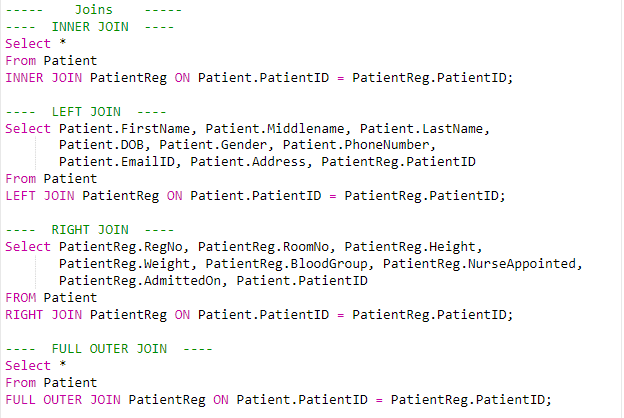 -----    Joins    -----
----  INNER JOIN  ----
Select *
From Patient
INNER JOIN PatientReg ON Patient.PatientID = PatientReg.PatientID;
----  LEFT JOIN  ----
Select Patient.FirstName, Patient.Middlename, Patient.LastName,
       Patient.DOB, Patient.Gender, Patient.PhoneNumber,
       Patient.EmailID, Patient.Address, PatientReg.PatientID
From Patient
LEFT JOIN PatientReg ON Patient.PatientID = PatientReg.PatientID;
----  RIGHT JOIN  ----
Select PatientReg.RegNo, PatientReg.RoomNo, PatientReg.Height,
       PatientReg.Weight, PatientReg.BloodGroup, PatientReg.NurseAppointed,
       PatientReg.AdmittedOn, Patient.PatientID
FROM Patient
RIGHT JOIN PatientReg ON Patient.PatientID = PatientReg.PatientID;
----  FULL OUTER JOIN  ----
Select *
From Patient
FULL OUTER JOIN PatientReg ON Patient.PatientID = PatientReg.PatientID;